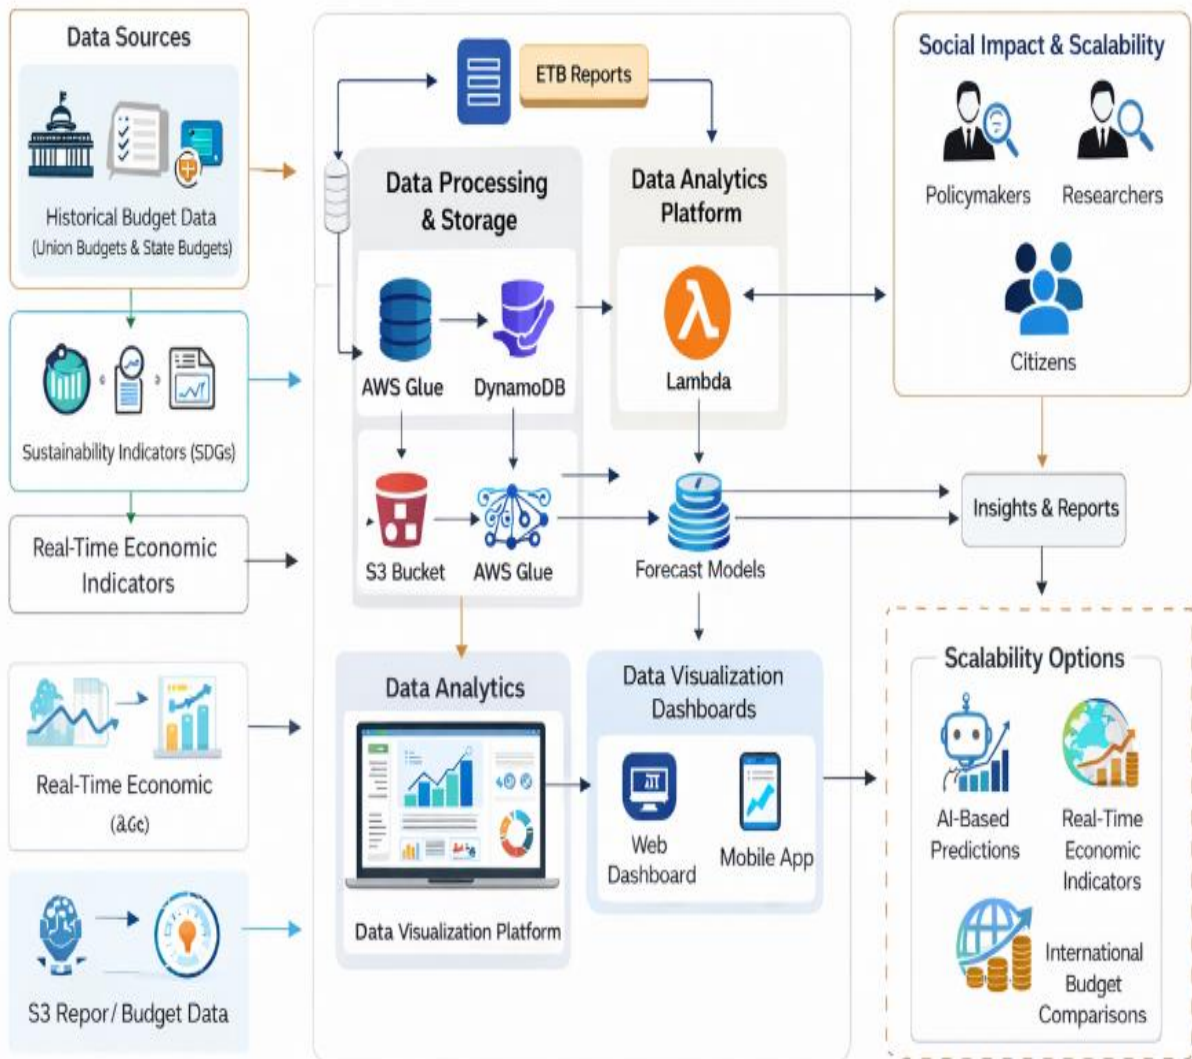 Data Sources
Historical Budget Data
(Union Budgets & State Budgets)
Sustainability Indicators (SDGs)
Real-Time Economic
Indicators
Real-Time Economic
S3 Repor / Budget Data
ETB Reports
Data Processing
& Storage
AWS Glue
DynamoDB
S3 Bucket
AWS Glue
Data Analytics
Platform
Lambda
Forecast Models
Data Analytics
Data Visualization Platform
Data Visualization
Dashboards
Web
Dashboard
Mobile App
Social Impact & Scalability
Policymakers
Researchers
Citizens
Insights & Reports
Scalability Options
AI-Based
Predictions
Real-Time
Economic
Indicators
International
Budget
Comparisons